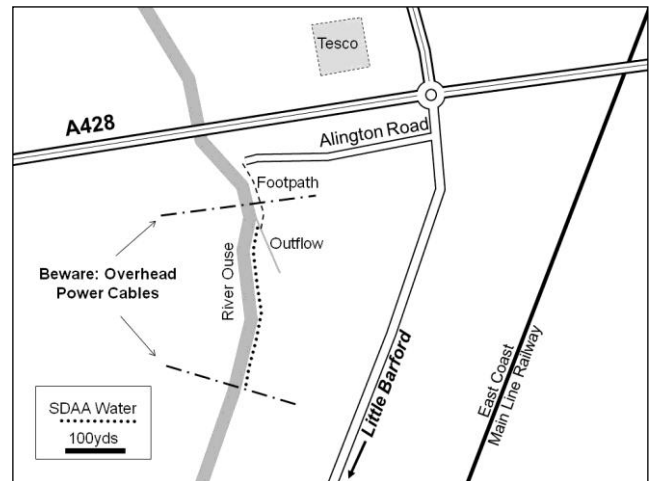 Tesco
A428
Alington Road
Footpath
Outflow
Beware: Overhead
Power Cables
River Ouse
East Coast
Main Line Railway
Little Barford
SDAA Water
100yds